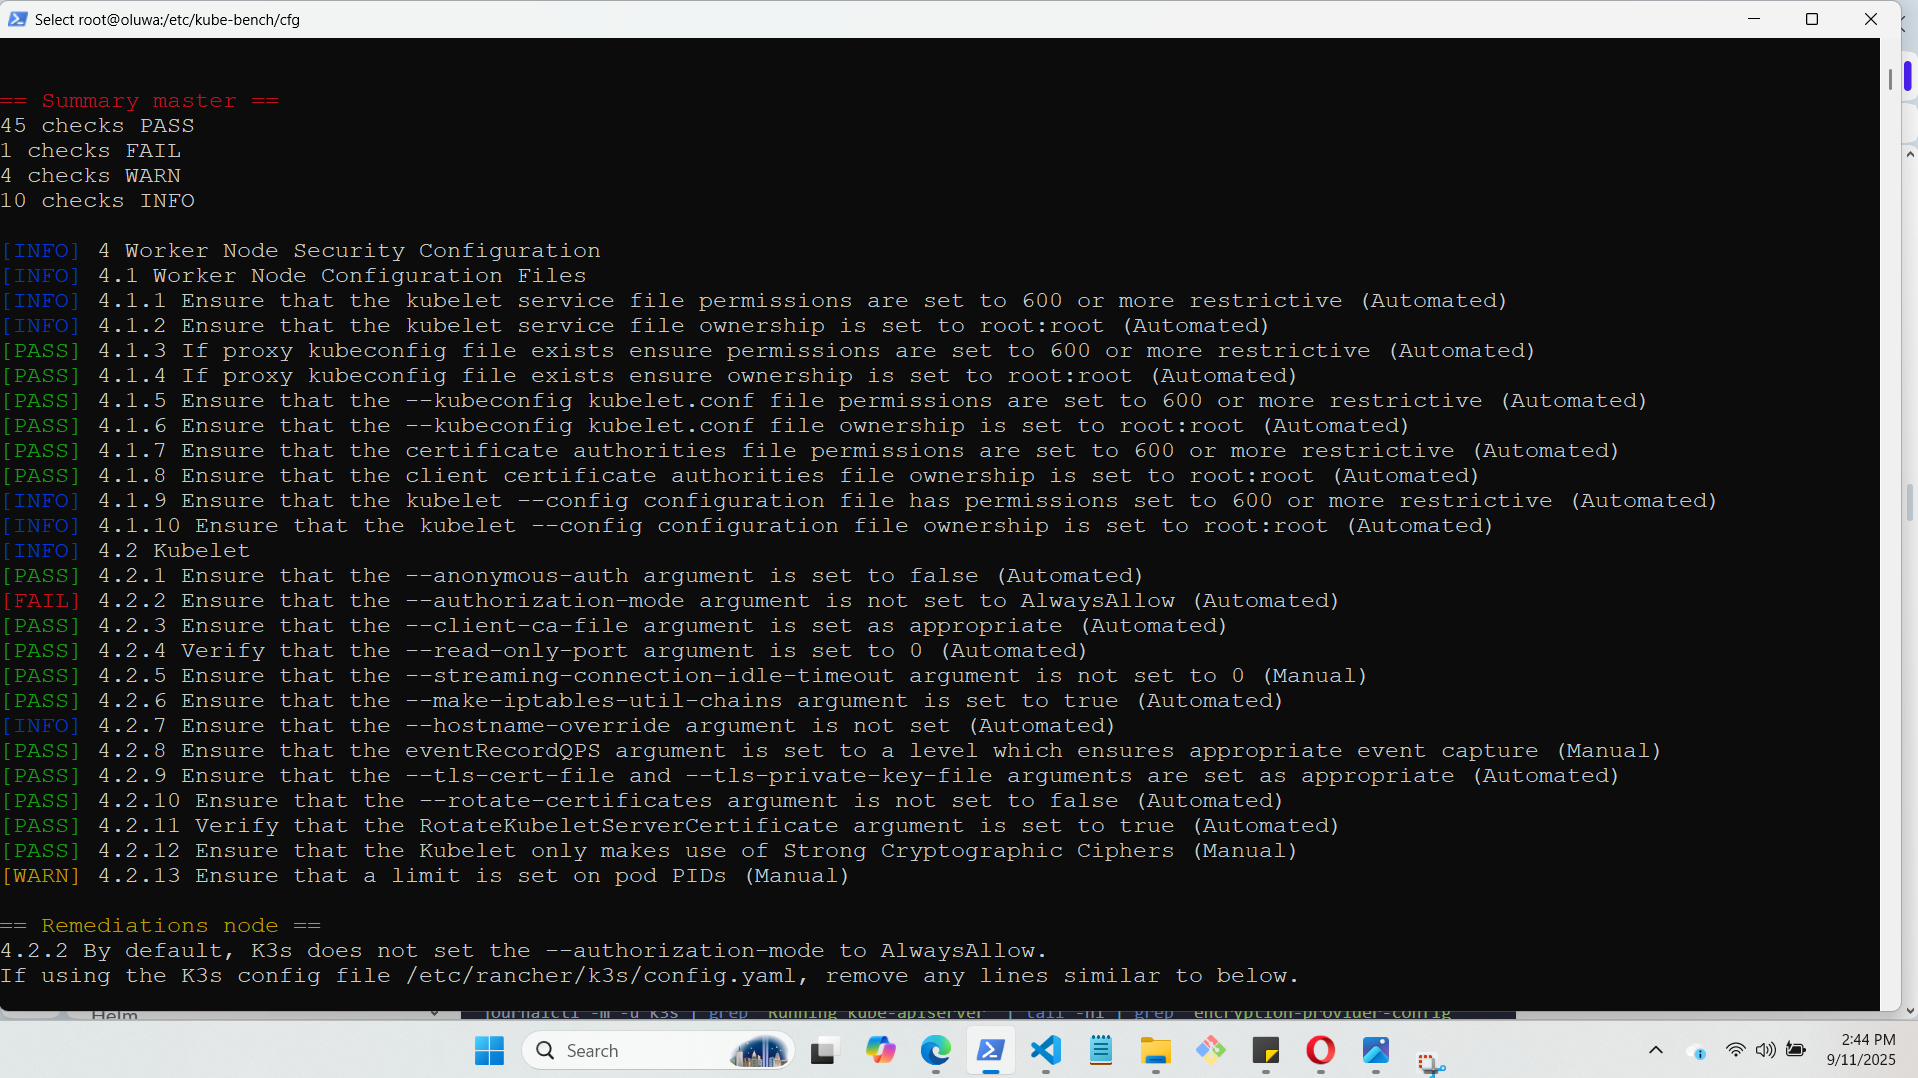 Select root@oluwa:/etc/kube-bench/cfg
== Summary master ==
45 checks PASS
1 checks FAIL
4 checks WARN
10 checks INFO
[INFO] 4 Worker Node Security Configuration
[INFO] 4.1 Worker Node Configuration Files
[INFO] 4.1.1 Ensure that the kubelet service file permissions are set to 600 or more restrictive (Automated)
[INFO] 4.1.2 Ensure that the kubelet service file ownership is set to root:root (Automated)
[PASS] 4.1.3 If proxy kubeconfig file exists ensure permissions are set to 600 or more restrictive (Automated)
[PASS] 4.1.4 If proxy kubeconfig file exists ensure ownership is set to root:root (Automated)
[PASS] 4.1.5 Ensure that the --kubeconfig kubelet.conf file permissions are set to 600 or more restrictive (Automated)
[PASS] 4.1.6 Ensure that the --kubeconfig kubelet.conf file ownership is set to root:root (Automated)
[PASS] 4.1.7 Ensure that the certificate authorities file permissions are set to 600 or more restrictive (Automated)
[PASS] 4.1.8 Ensure that the client certificate authorities file ownership is set to root:root (Automated)
[INFO] 4.1.9 Ensure that the kubelet --config configuration file has permissions set to 600 or more restrictive (Automated)
[INFO] 4.1.10 Ensure that the kubelet --config configuration file ownership is set to root:root (Automated)
[INFO] 4.2 Kubelet
[PASS] 4.2.1 Ensure that the --anonymous-auth argument is set to false (Automated)
[FAIL] 4.2.2 Ensure that the --authorization-mode argument is not set to AlwaysAllow (Automated)
[PASS] 4.2.3 Ensure that the --client-ca-file argument is set as appropriate (Automated)
[PASS] 4.2.4 Verify that the --read-only-port argument is set to 0 (Automated)
[PASS] 4.2.5 Ensure that the --streaming-connection-idle-timeout argument is not set to 0 (Manual)
[PASS] 4.2.6 Ensure that the --make-iptables-util-chains argument is set to true (Automated)
[INFO] 4.2.7 Ensure that the --hostname-override argument is not set (Automated)
[PASS] 4.2.8 Ensure that the eventRecordQPS argument is set to a level which ensures appropriate event capture (Manual)
[PASS] 4.2.9 Ensure that the --tls-cert-file and --tls-private-key-file arguments are set as appropriate (Automated)
[PASS] 4.2.10 Ensure that the --rotate-certificates argument is not set to false (Automated)
[PASS] 4.2.11 Verify that the RotateKubeletServerCertificate argument is set to true (Automated)
[PASS] 4.2.12 Ensure that the Kubelet only makes use of Strong Cryptographic Ciphers (Manual)
[WARN] 4.2.13 Ensure that a limit is set on pod PIDs (Manual)
== Remediations node ==
4.2.2 By default, K3s does not set the --authorization-mode to AlwaysAllow.
If using the K3s config file /etc/rancher/k3s/config.yaml, remove any lines similar to below.
Helm
journalctl -m -u k3s | grep "Running kube-apiserver" | tail -n1 | grep "encryption-provider-config"
Search
2:44 PM
9/11/2025